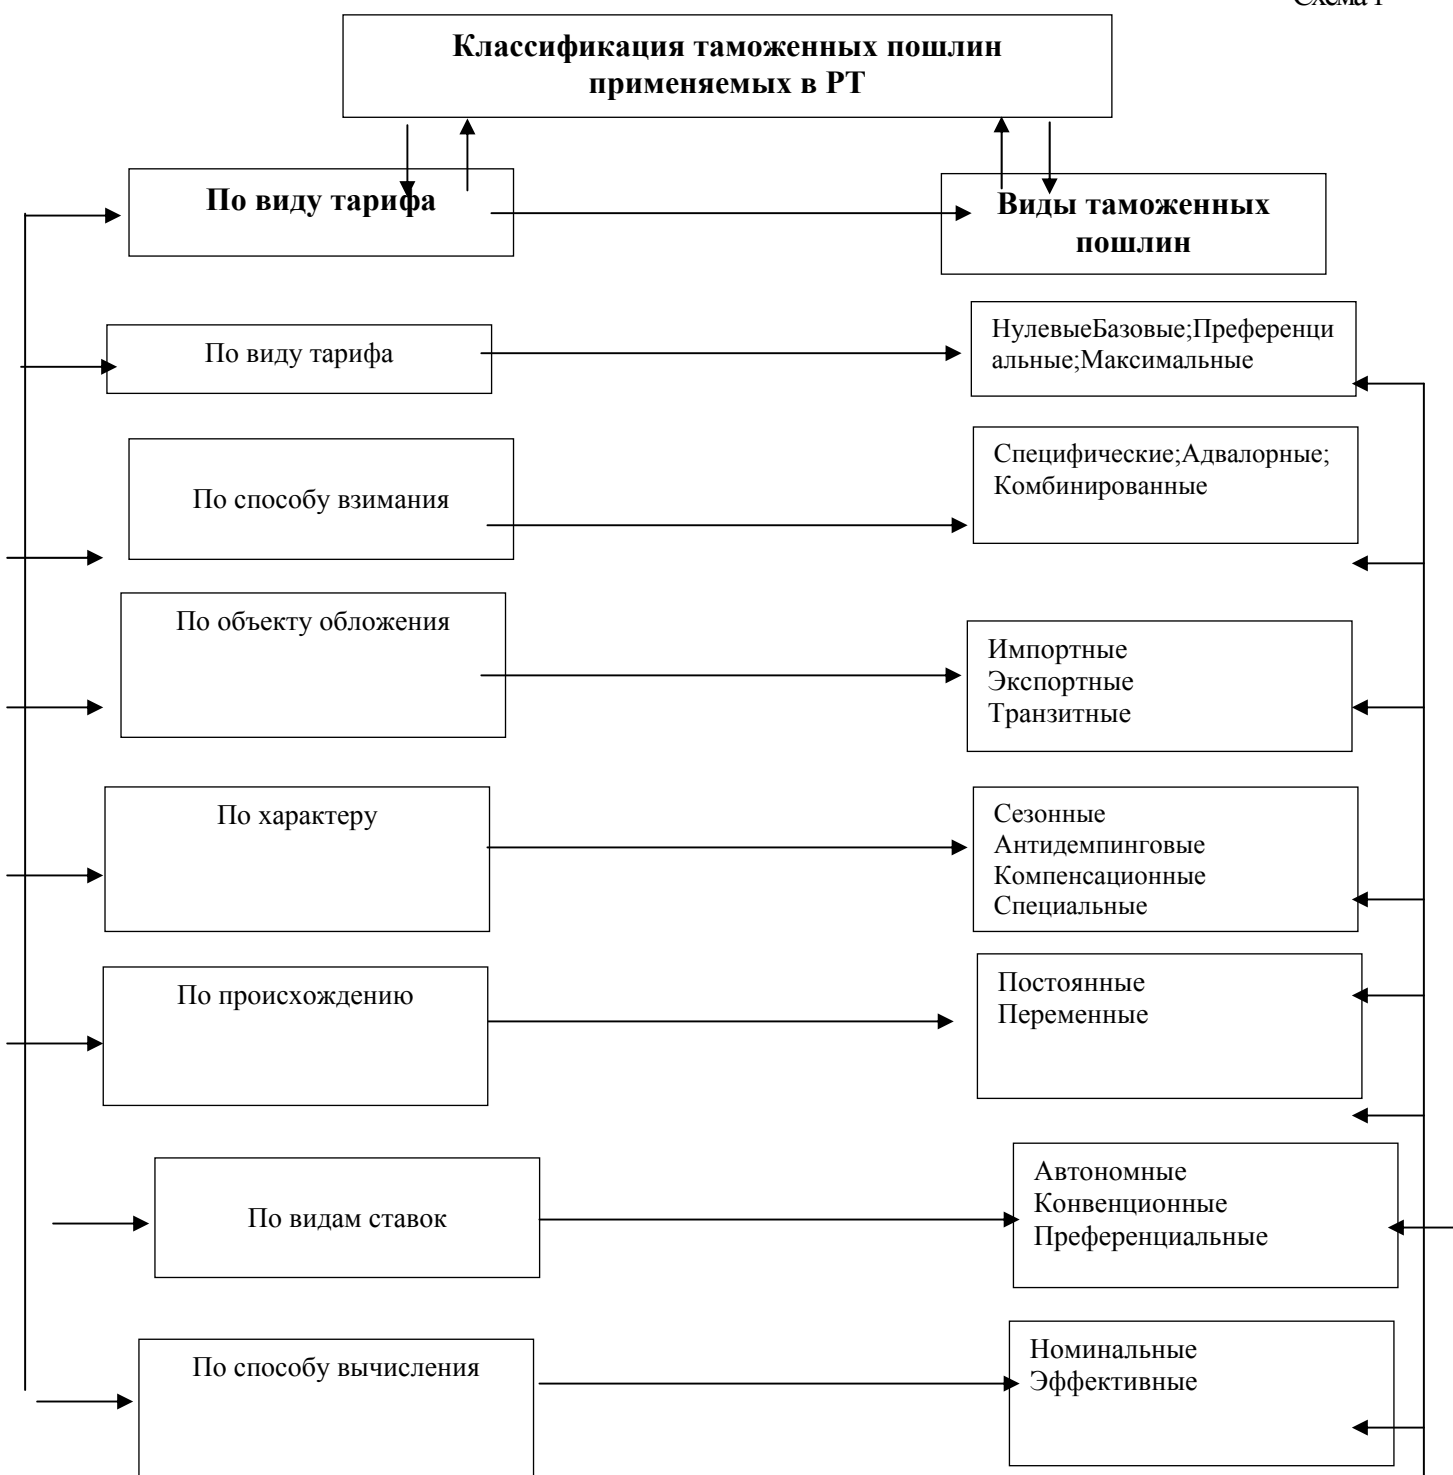 Схема 1
Классификация таможенных пошлин
применяемых в РТ
По виду тарифа
Виды таможенных
пошлин
По виду тарифа
НулевыеБазовые;Преференци
альные;Максимальные
По способу взимания
Специфические;Адвалорные;
Комбинированные
По объекту обложения
Импортные
Экспортные
Транзитные
По характеру
Сезонные
Антидемпинговые
Компенсационные
Специальные
По происхождению
Постоянные
Переменные
По видам ставок
Автономные
Конвенционные
Преференциальные
По способу вычисления
Номинальные
Эффективные